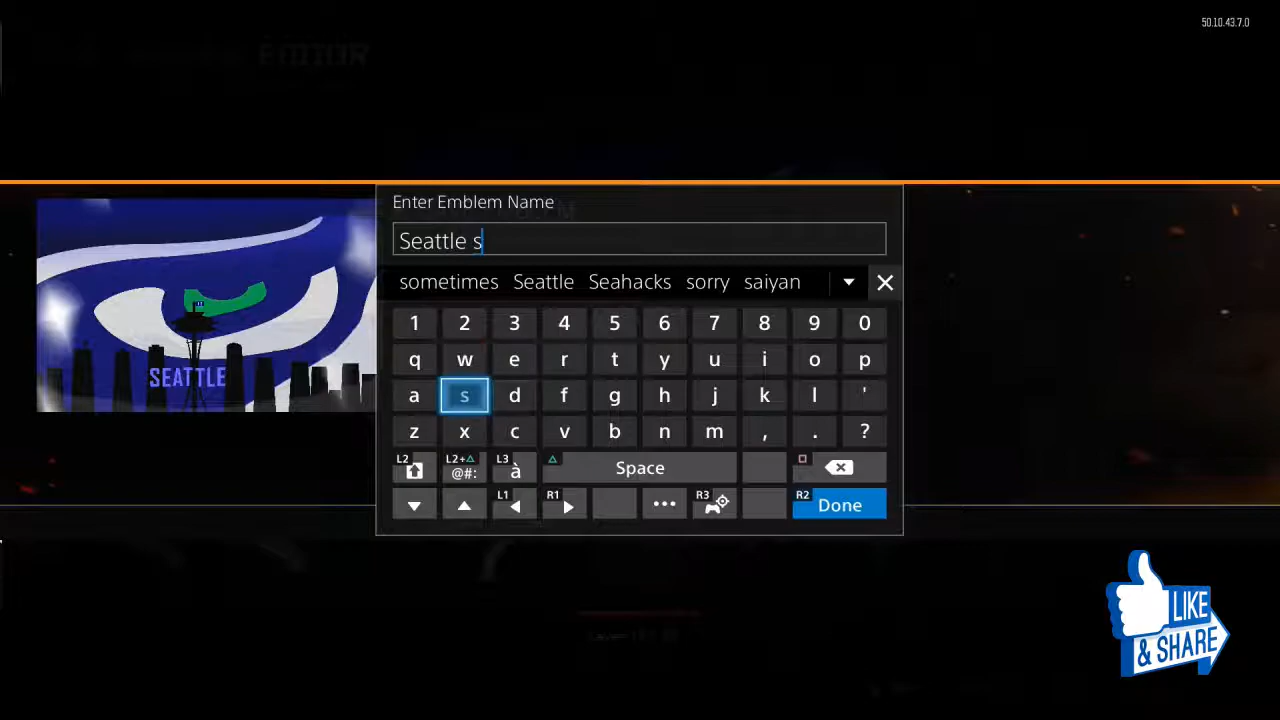 50.10.43.7.0
EDITOR
Enter Emblem Name
Seattle s
sometimes Seattle Seahacks sorry saiyan
1 2 3 4 5 6 7 8 9 0
q w e r t y u i o p
a s d f g h j k l '
z x c v b n m , . ?
L2 L2+△ @#: L3 à △ Space □
L1 R1 ••• R3 R2 Done
SEATTLE
LIKE
& SHARE